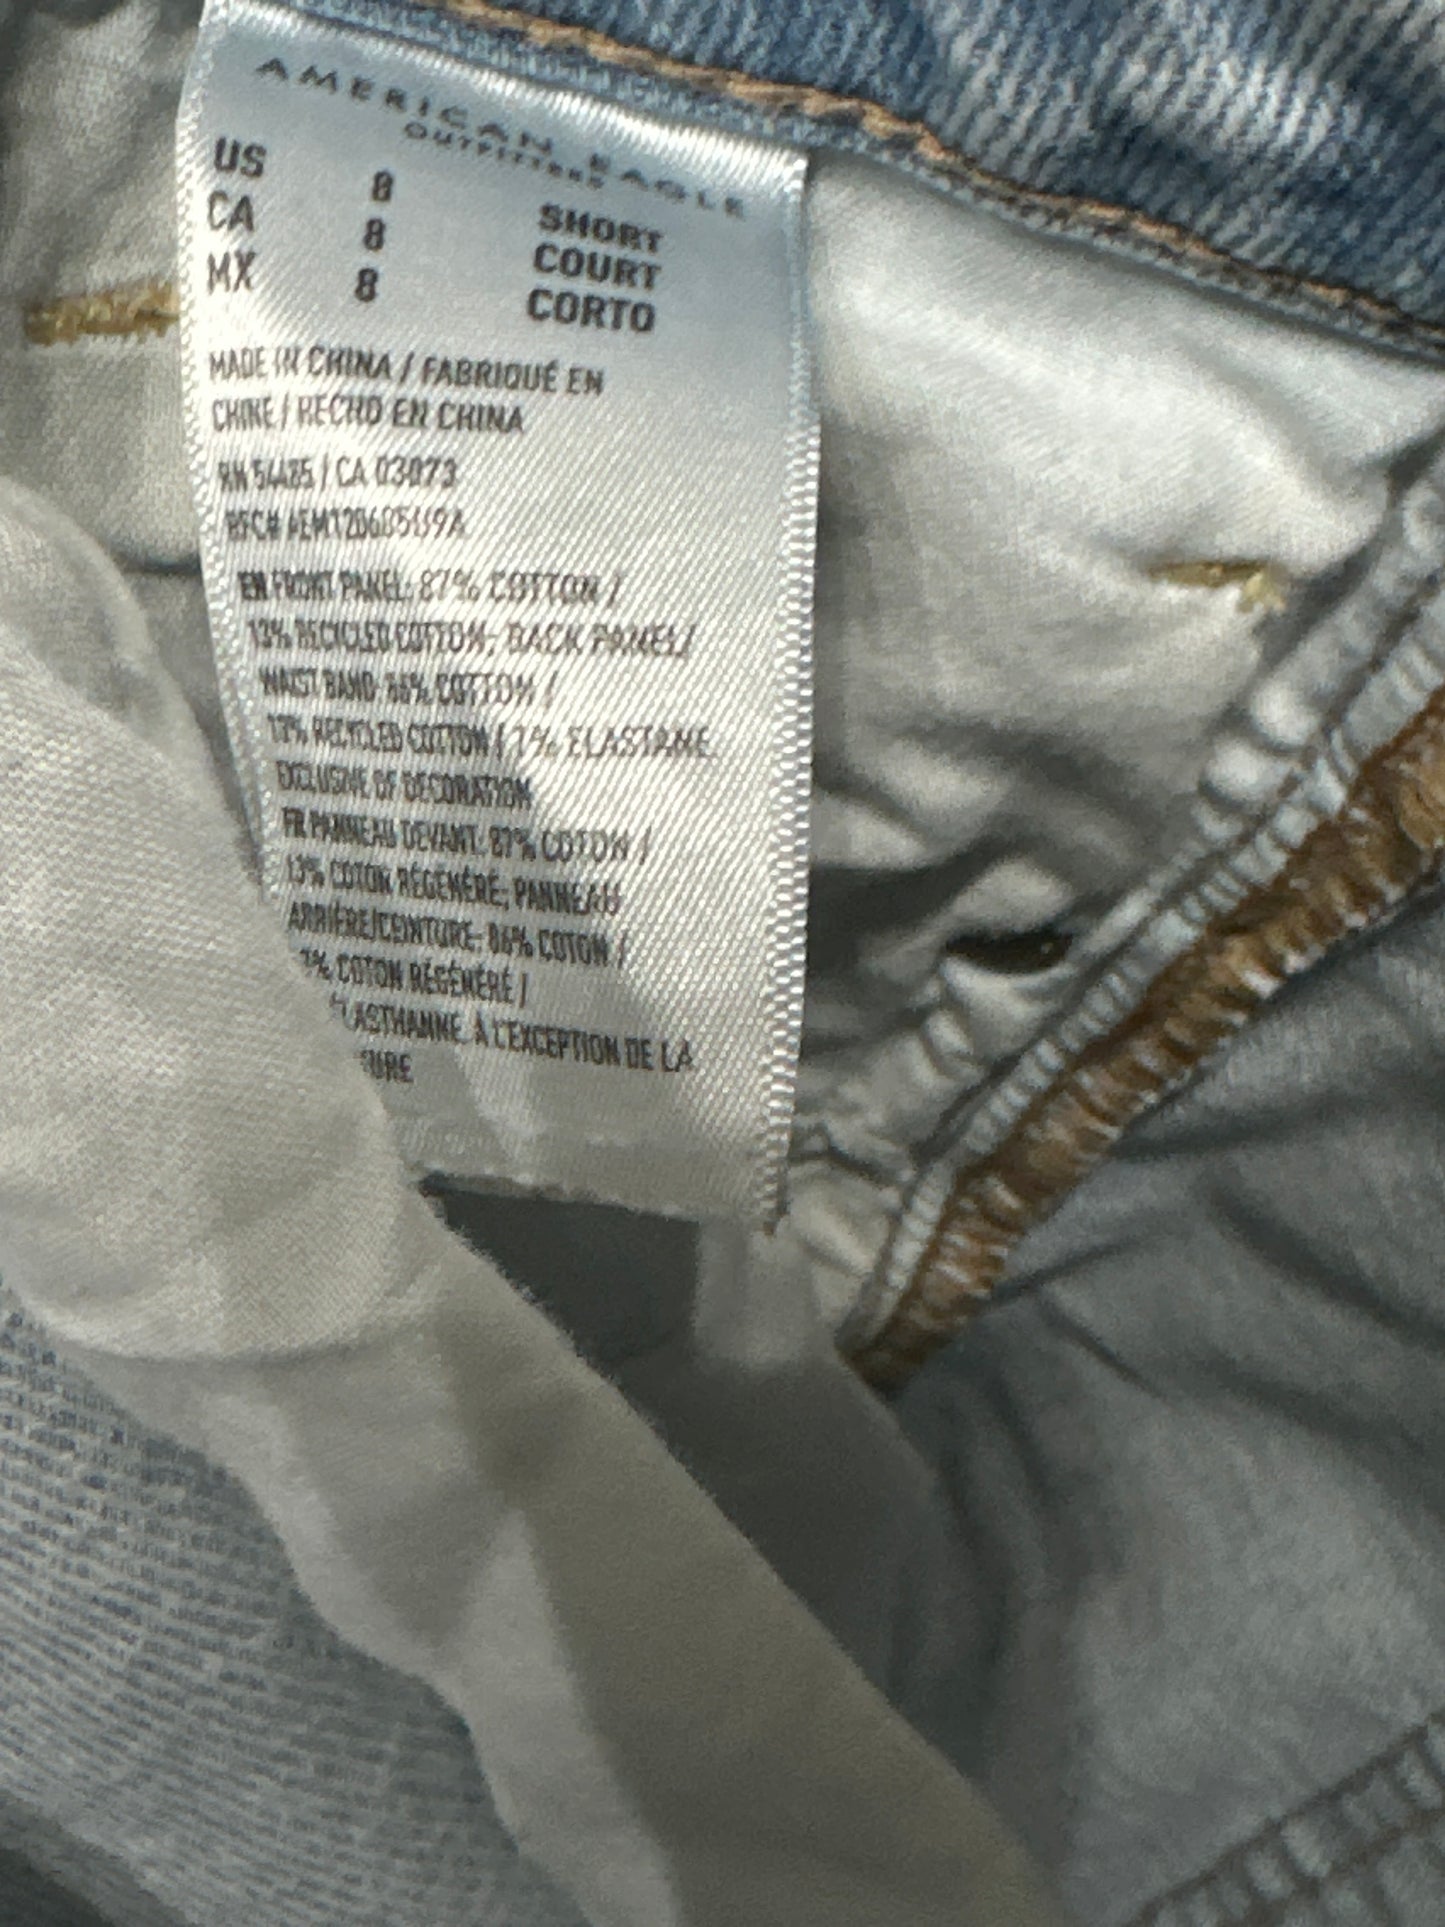 AMERICAN EAGLE
OUTFITTERS
US 8 SHORT
CA 8 COURT
MX 8 CORTO
MADE IN CHINA / FABRIQUÉ EN
CHINE / HECHO EN CHINA
RN 54485 / CA 03073
RFC#
EN FRONT PANEL: 87% COTTON /
13% RECYCLED COTTON; BACK PANEL/
WAIST BAND: 86% COTTON /
13% RECYCLED COTTON / 1% ELASTANE
EXCLUSIVE OF DECORATION
FR PANNEAU DEVANT: 87% COTON /
13% COTON RÉGÉNÉRÉ; PANNEAU
ARRIÈRE/CEINTURE: 86% COTON /
% COTON RÉGÉNÉRÉ /
LASTHANNE. À L'EXCEPTION DE LA
URE